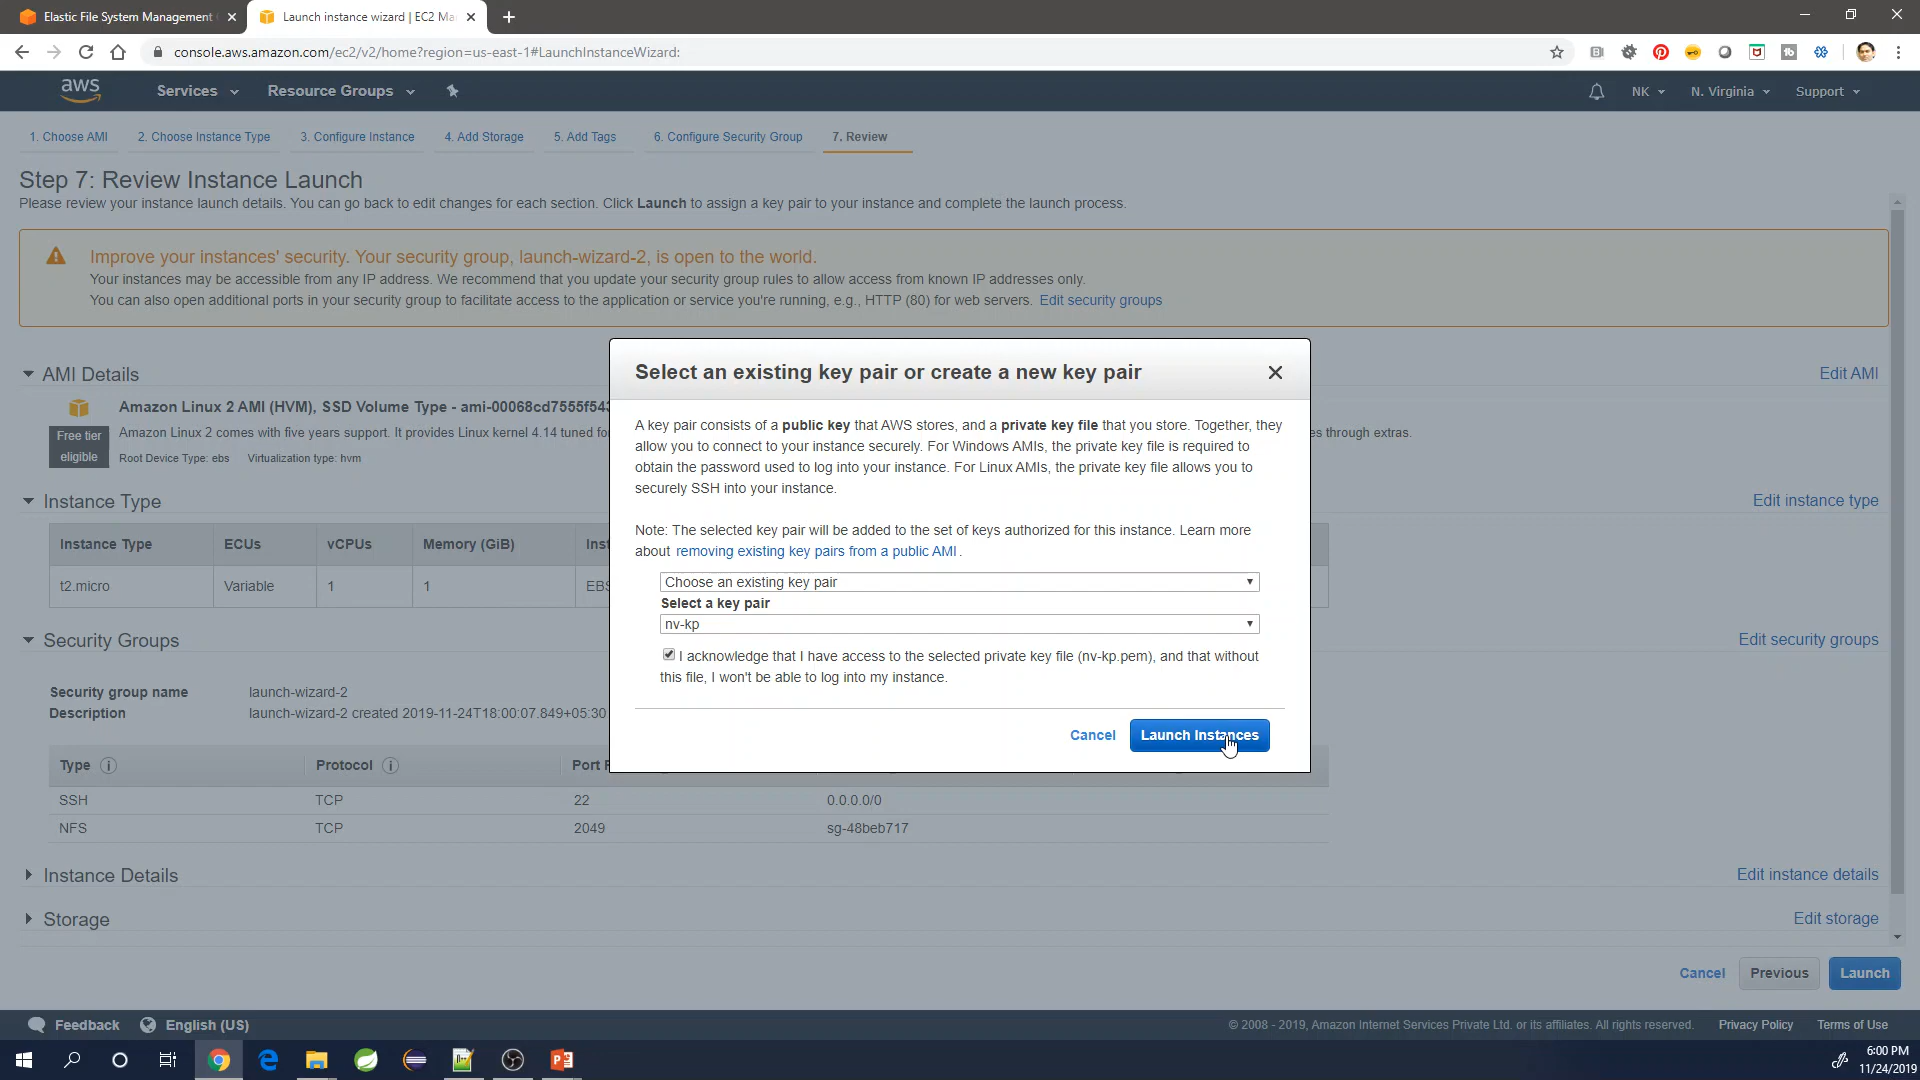 Elastic File System Management
Launch instance wizard | EC2 Ma
console.aws.amazon.com/ec2/v2/home?region=us-east-1#LaunchInstanceWizard:
aws
Services
Resource Groups
NK
N. Virginia
Support
1. Choose AMI
2. Choose Instance Type
3. Configure Instance
4. Add Storage
5. Add Tags
6. Configure Security Group
7. Review
Step 7: Review Instance Launch
Please review your instance launch details. You can go back to edit changes for each section. Click Launch to assign a key pair to your instance and complete the launch process.
Improve your instances' security. Your security group, launch-wizard-2, is open to the world.
Your instances may be accessible from any IP address. We recommend that you update your security group rules to allow access from known IP addresses only.
You can also open additional ports in your security group to facilitate access to the application or service you're running, e.g., HTTP (80) for web servers. Edit security groups
AMI Details
Edit AMI
Amazon Linux 2 AMI (HVM), SSD Volume Type - ami-00068cd7555f543
Free tier
eligible
Amazon Linux 2 comes with five years support. It provides Linux kernel 4.14 tuned fo
es through extras.
Root Device Type: ebs Virtualization type: hvm
Instance Type
Edit instance type
Instance Type
ECUs
vCPUs
Memory (GiB)
Inst
t2.micro
Variable
1
1
EBS
Security Groups
Edit security groups
Security group name
launch-wizard-2
Description
launch-wizard-2 created 2019-11-24T18:00:07.849+05:30
Type
Protocol
Port
SSH
TCP
22
0.0.0.0/0
NFS
TCP
2049
sg-48beb717
Instance Details
Edit instance details
Storage
Edit storage
Select an existing key pair or create a new key pair
A key pair consists of a public key that AWS stores, and a private key file that you store. Together, they
allow you to connect to your instance securely. For Windows AMIs, the private key file is required to
obtain the password used to log into your instance. For Linux AMIs, the private key file allows you to
securely SSH into your instance.
Note: The selected key pair will be added to the set of keys authorized for this instance. Learn more
about removing existing key pairs from a public AMI .
Choose an existing key pair
Select a key pair
nv-kp
I acknowledge that I have access to the selected private key file (nv-kp.pem), and that without
this file, I won't be able to log into my instance.
Cancel
Launch Instances
Cancel
Previous
Launch
Feedback
English (US)
© 2008 - 2019, Amazon Internet Services Private Ltd. or its affiliates. All rights reserved.
Privacy Policy
Terms of Use
6:00 PM
11/24/2019